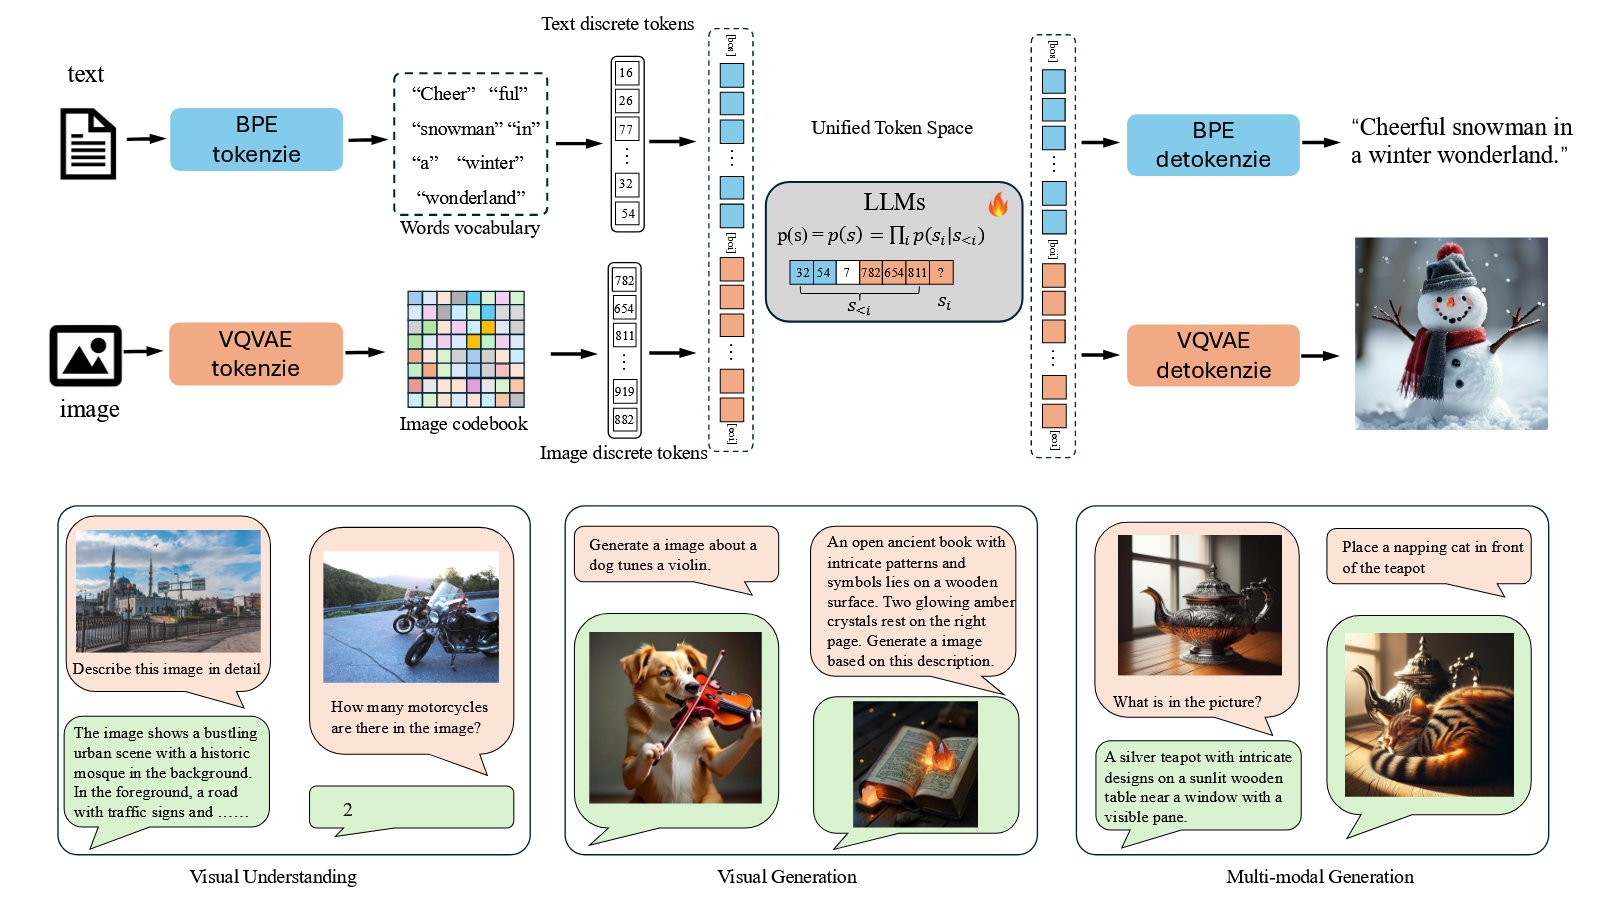 Text discrete tokens
text
BPE
tokenzie
“Cheer” “ful”
“snowman” “in”
“a” “winter”
“wonderland”
Words vocabulary
16
26
77
32
54
[bos]
[boi]
[eoi]
Unified Token Space
LLMs
p(s) = p(s) = ∏ᵢ p(sᵢ|s<ᵢ)
32 54 7 782 654 811 ?
s<ᵢ sᵢ
[bos]
[boi]
[eoi]
BPE
detokenzie
“Cheerful snowman in
a winter wonderland.”
image
VQVAE
tokenzie
Image codebook
782
654
811
919
882
Image discrete tokens
VQVAE
detokenzie
Describe this image in detail
The image shows a bustling
urban scene with a historic
mosque in the background.
In the foreground, a road
with traffic signs and ……
How many motorcycles
are there in the image?
2
Visual Understanding
Generate a image about a
dog tunes a violin.
An open ancient book with
intricate patterns and
symbols lies on a wooden
surface. Two glowing amber
crystals rest on the right
page. Generate a image
based on this description.
Visual Generation
What is in the picture?
A silver teapot with intricate
designs on a sunlit wooden
table near a window with a
visible pane.
Place a napping cat in front
of the teapot
Multi-modal Generation